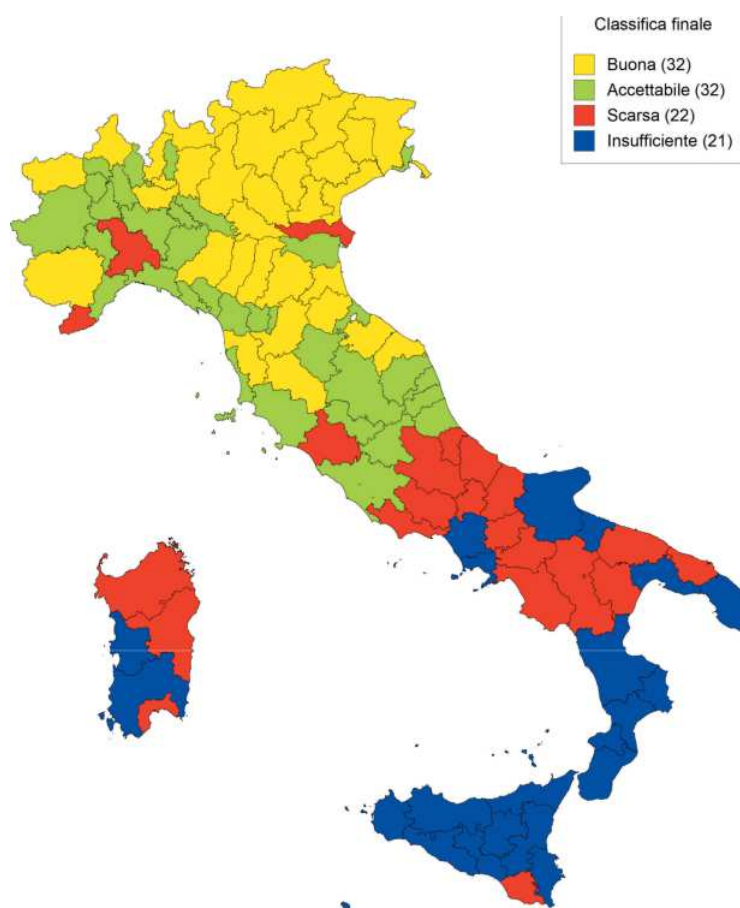 Classifica finale
Buona (32)
Accettabile (32)
Scarsa (22)
Insufficiente (21)